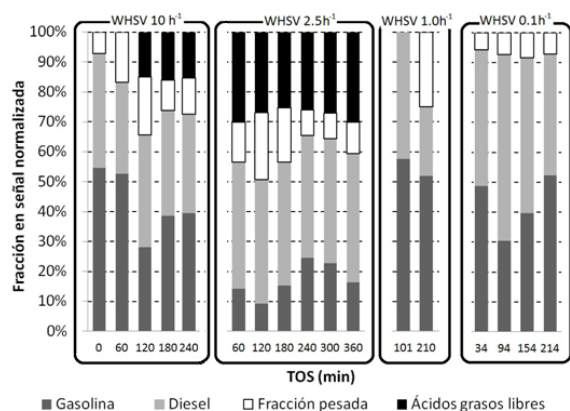 WHSV 10 h-1 WHSV 2.5h-1 WHSV 1.0h-1 WHSV 0.1h-1
100%
90%
80%
70%
60%
50%
40%
30%
20%
10%
0%
Fracción en señal normalizada
0 60 120 180 240 60 120 180 240 300 360 101 210 34 94 154 214
TOS (min)
Gasolina Diesel Fracción pesada Ácidos grasos libres